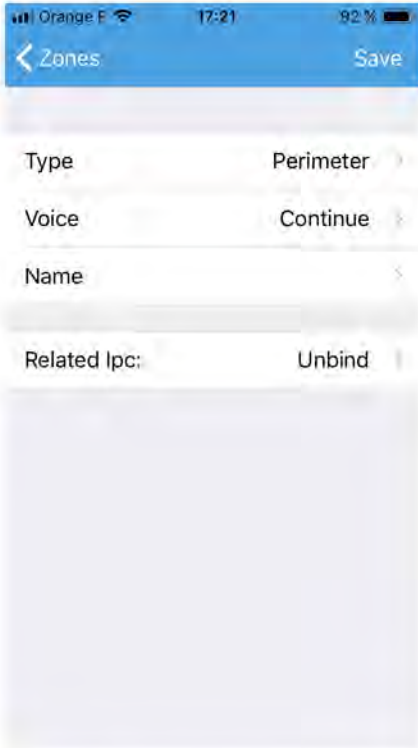 Orange E 17:21 92 %
Zones Save
Type Perimeter
Voice Continue
Name
Related Ipc: Unbind